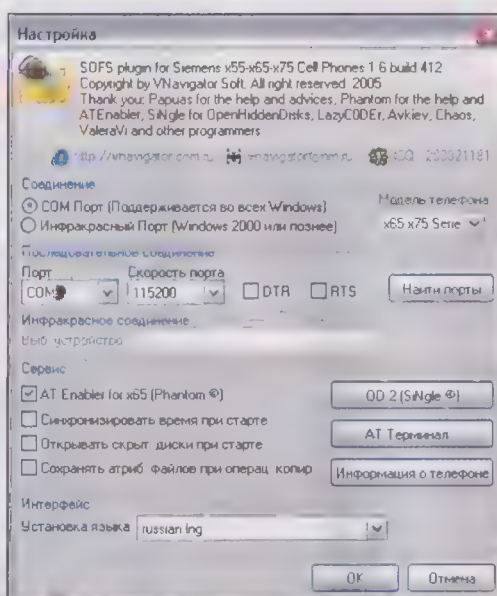 Настройка
SOFS plugin for Siemens x55-x65-x75 Cell Phones 1 6 build 412
Copyright by VNavigator Soft. All right reserved 2005
Thank you: Papuas for the help and advices, Phantom for the help and
ATEnabler, SiNgle for OpenHiddenDisks, LazyC0DEr, Avkiev, Chaos,
ValeraVi and other programmers
Соединение
Модель телефона
COM Порт (Поддерживается во всех Windows)
Инфракрасный Порт (Windows 2000 или позднее)
x65 x75 Serie
Последовательное соединение
Порт Скорость порта
115200 DTR RTS Найти порты
Инфракрасное соединение
Выб устройства
Сервис
AT Enabler for x65 (Phantom ©) OD 2 (SiNgle ©)
Синхронизировать время при старте
Открывать скрыт диски при старте AT Терминал
Сохранять атриб файлов при операц копир Информация о телефоне
Интерфейс
Установка языка russian lng
OK Отмена